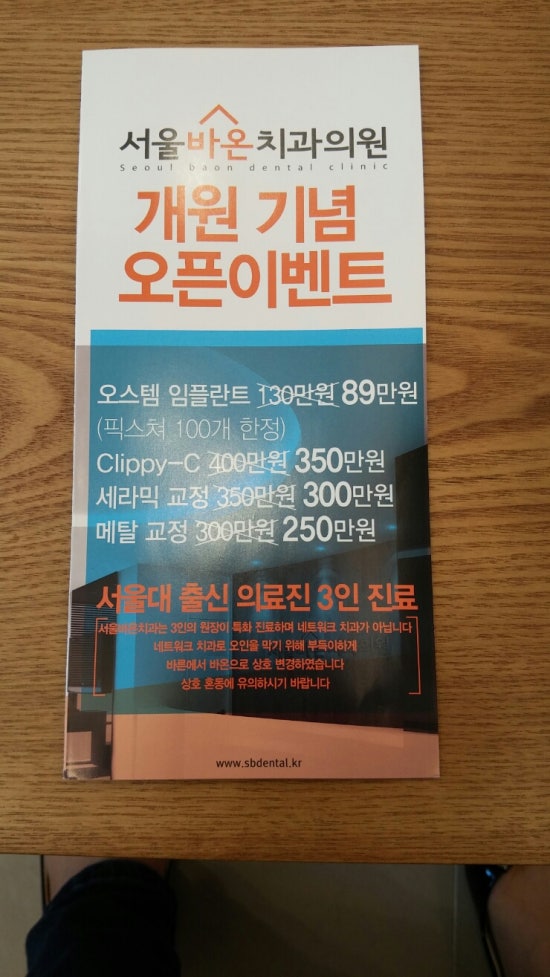 서울바온치과의원
Seoul baon dental clinic
개원 기념
오픈이벤트
오스템 임플란트 130만원 89만원
(픽스쳐 100개 한정)
Clippy-C 400만원 350만원
세라믹 교정 350만원 300만원
메탈 교정 300만원 250만원
서울대 출신 의료진 3인 진료
서울바온치과는 3인의 원장이 특화 진료하며 네트워크 치과가 아닙니다
네트워크 치과로 오인을 막기 위해 부득이하게
바른에서 바온으로 상호 변경하였습니다
상호 혼동에 유의하시기 바랍니다
www.sbdental.kr